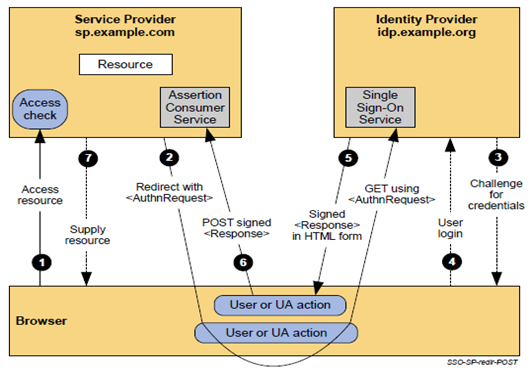 Service Provider
sp.example.com
Identity Provider
idp.example.org
Resource
Access
check
Assertion
Consumer
Service
Single
Sign-On
Service
7
2
5
3
Access
resource
Redirect with
<AuthnRequest>
GET using
<AuthnRequest>
Challenge
for
credentials
Supply
resource
POST signed
<Response>
Signed
<Response>
in HTML form
User
login
1
6
4
Browser
User or UA action
User or UA action
SSO-SP-redir-POST